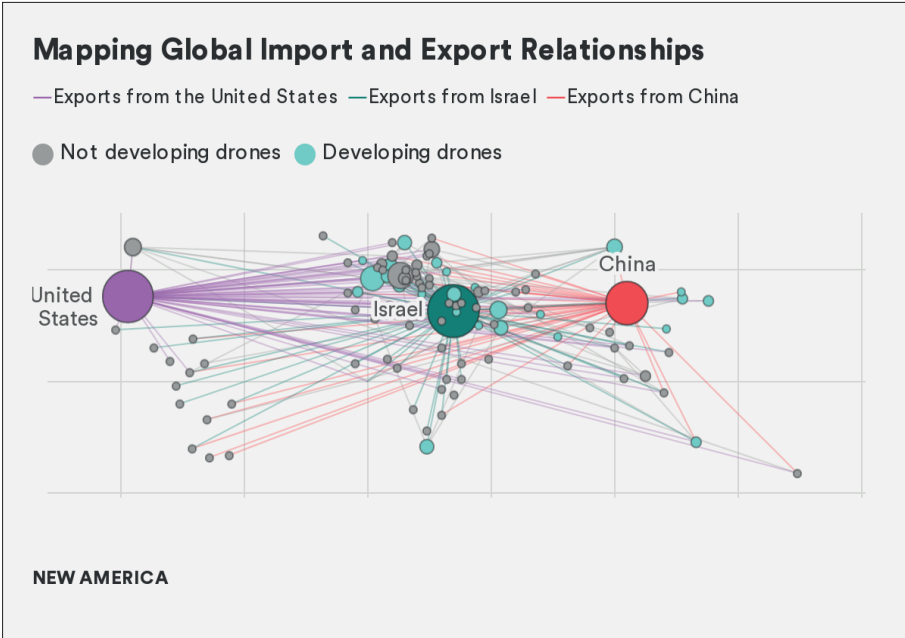 Mapping Global Import and Export Relationships
Exports from the United States Exports from Israel Exports from China
Not developing drones Developing drones
China
United
States
Israel
NEW AMERICA